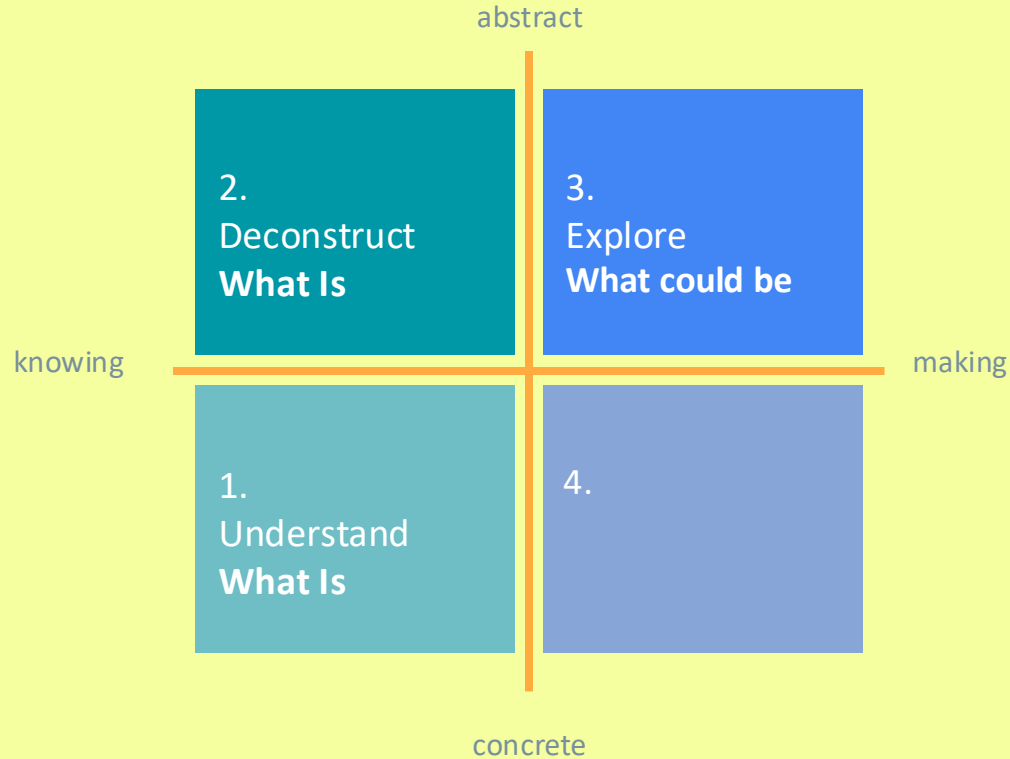 abstract
2.
Deconstruct
What Is
3.
Explore
What could be
knowing
making
1.
Understand
What Is
4.
concrete